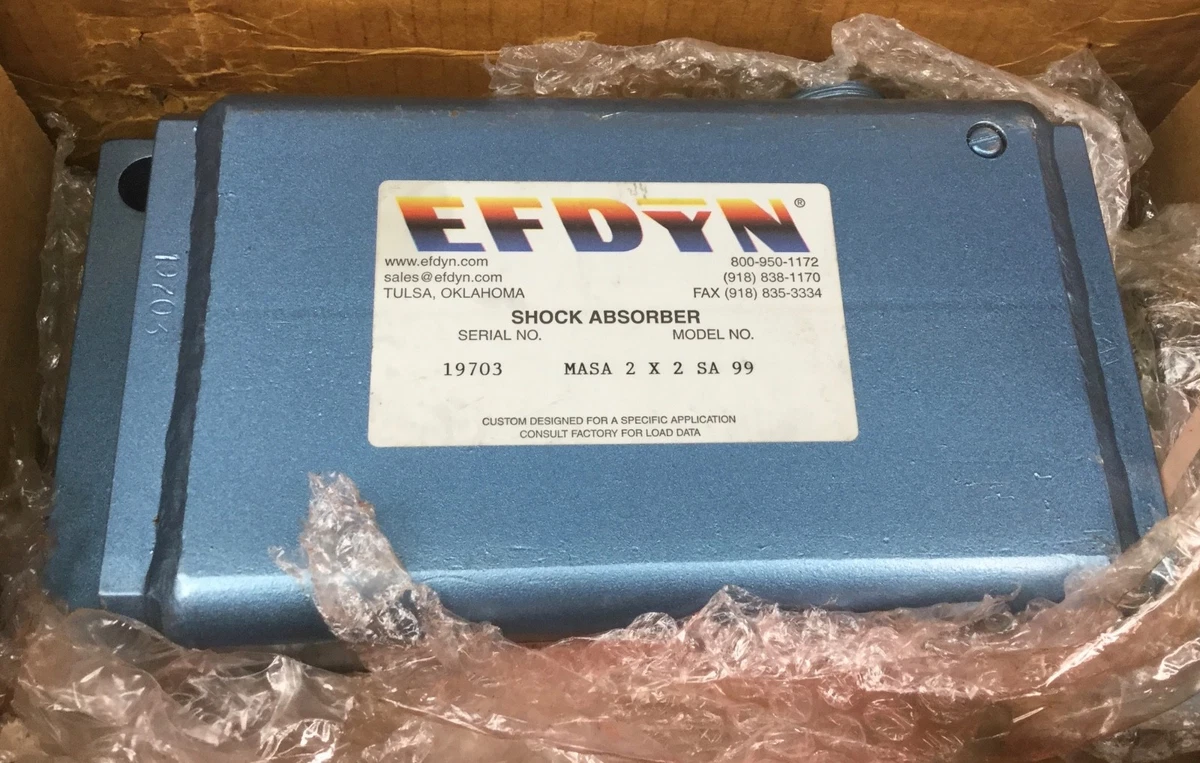 EFDYN®
www.efdyn.com 800-950-1172
sales@efdyn.com (918) 838-1170
TULSA, OKLAHOMA FAX (918) 835-3334
SHOCK ABSORBER
SERIAL NO. MODEL NO.
19703 MASA 2 X 2 SA 99
CUSTOM DESIGNED FOR A SPECIFIC APPLICATION
CONSULT FACTORY FOR LOAD DATA
19703